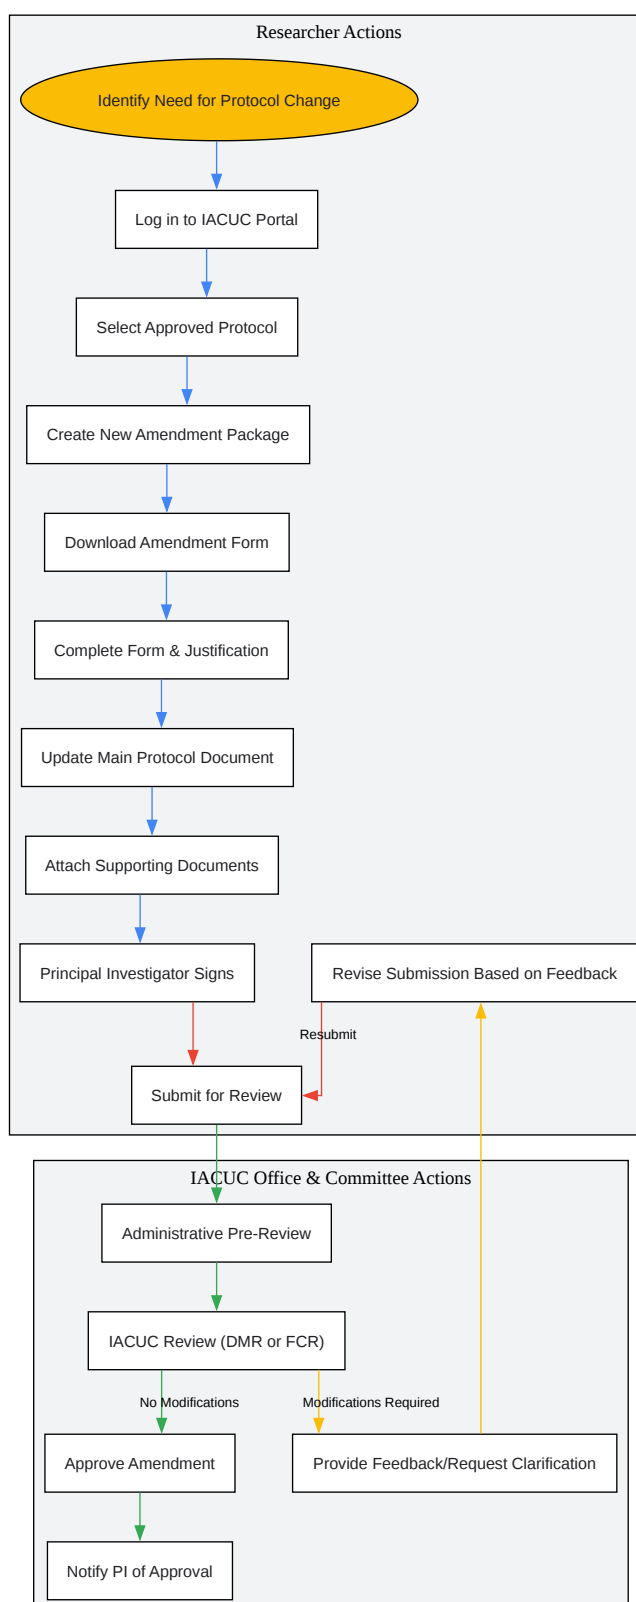 Researcher Actions
Identify Need for Protocol Change
Log in to IACUC Portal
Select Approved Protocol
Create New Amendment Package
Download Amendment Form
Complete Form & Justification
Update Main Protocol Document
Attach Supporting Documents
Principal Investigator Signs
Revise Submission Based on Feedback
Resubmit
Submit for Review
IACUC Office & Committee Actions
Administrative Pre-Review
IACUC Review (DMR or FCR)
No Modifications
Modifications Required
Approve Amendment
Provide Feedback/Request Clarification
Notify PI of Approval